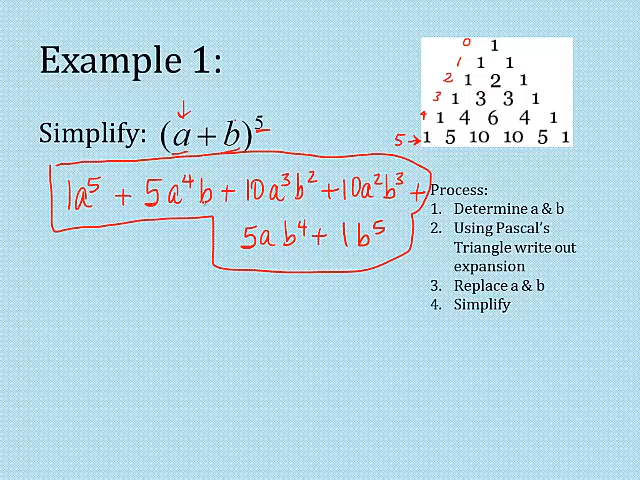 Example 1:
Simplify: (a + b)^5
1a^5 + 5a^4b + 10a^3b^2 + 10a^2b^3 +
5ab^4 + 1b^5
0 1
1 1 1
2 1 2 1
3 1 3 3 1
4 1 4 6 4 1
5 → 1 5 10 10 5 1
Process:
1. Determine a & b
2. Using Pascal's
Triangle write out
expansion
3. Replace a & b
4. Simplify